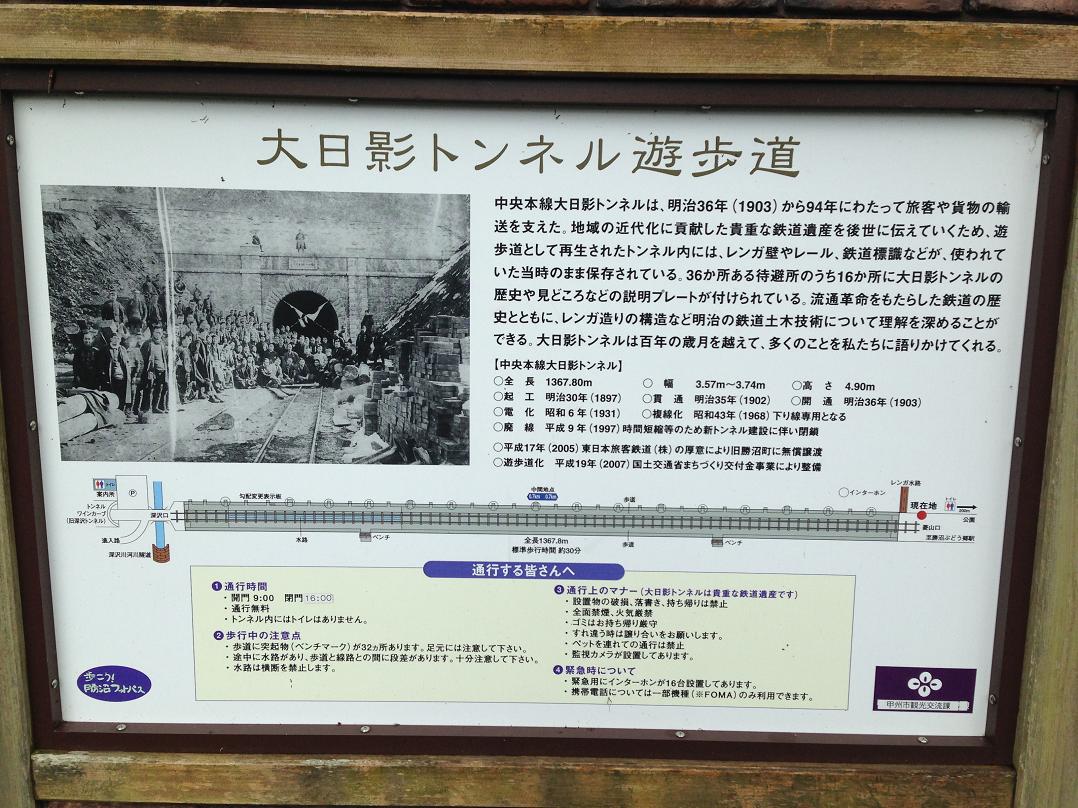 大日影トンネル遊歩道
中央本線大日影トンネルは、明治36年(1903)から94年にわたって旅客や貨物の輸
送を支えた。地域の近代化に貢献した貴重な鉄道遺産を後世に伝えていくため、遊
歩道として再生されたトンネル内には、レンガ壁やレール、鉄道標識などが、使われて
いた当時のまま保存されている。36か所ある待避所のうち16か所に大日影トンネルの
歴史や見どころなどの説明プレートが付けられている。流通革命をもたらした鉄道の歴
史とともに、レンガ造りの構造など明治の鉄道土木技術について理解を深めることが
できる。大日影トンネルは百年の歳月を越えて、多くのことを私たちに語りかけてくれる。
【中央本線大日影トンネル】
○全 長 1367.80m ○ 幅 3.57m〜3.74m ○高 さ 4.90m
○起 工 明治30年(1897) ○貫 通 明治35年(1902) ○開 通 明治36年(1903)
○電 化 昭和6年(1931) ○複線化 昭和43年(1968)下り線専用となる
○廃 線 平成9年(1997)時間短縮等のため新トンネル建設に伴い閉鎖
○平成17年(2005)東日本旅客鉄道(株)の厚意により旧勝沼町に無償譲渡
○遊歩道化 平成19年(2007)国土交通省まちづくり交付金事業により整備
トイレ
案内所
P
トンネル
ワインカーブ
(旧深沢トンネル)
進入路
深沢口
深沢川河川隧道
勾配変更表示板
水路
ベンチ
中間地点
0.7km 0.7km
全長1367.8m
標準歩行時間 約30分
歩道
歩道
ベンチ
○インターホン
レンガ水路
現在地
菱山口
200m
公園
至勝沼ぶどう郷駅
通行する皆さんへ
❶通行時間
・開門 9:00 閉門 16:00
・通行無料
・トンネル内にはトイレはありません。
❷歩行中の注意点
・歩道に突起物(ベンチマーク)が32ヵ所あります。足元には注意して下さい。
・途中に水路があり、歩道と線路との間に段差があります。十分注意して下さい。
・水路は横断を禁止します。
❸通行上のマナー(大日影トンネルは貴重な鉄道遺産です)
・設置物の破損、落書き、持ち帰りは禁止
・全面禁煙、火気厳禁
・ゴミはお持ち帰り厳守
・すれ違う時は譲り合いをお願いします。
・ペットを連れての通行は禁止
・監視カメラが設置してあります。
❹緊急時について
・緊急用にインターホンが16台設置してあります。
・携帯電話については一部機種(※FOMA)のみ利用できます。
歩こう!
勝沼フットパス
甲州市観光交流課